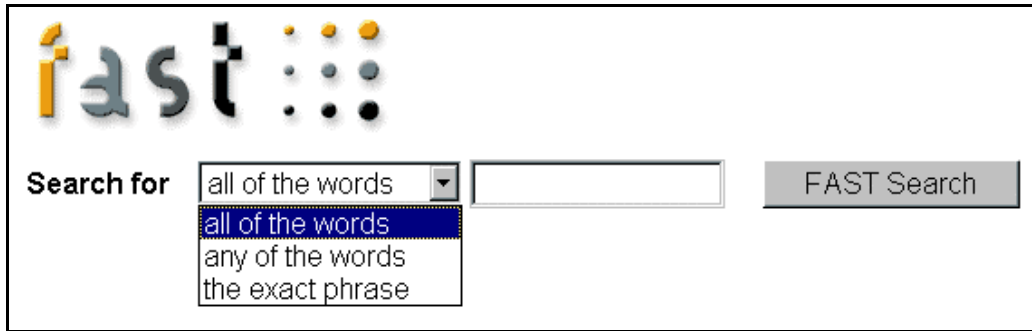 fast
Search for all of the words FAST Search
all of the words
any of the words
the exact phrase